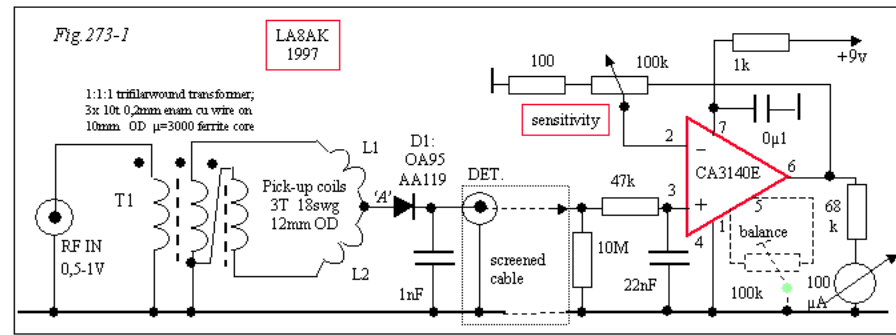 Fig.273-1
LA8AK
1997
1:1:1 trifilarwound transformer;
3x 10t 0,2mm enam cu wire on
10mm OD µ=3000 ferrite core
T1
RF IN
0,5-1V
Pick-up coils
3T 18swg
12mm OD
L1
L2
'A'
D1:
OA95
AA119
1nF
DET.
screened
cable
10M
47k
22nF
100
100k
sensitivity
1k
+9v
0µ1
2
7
3
4
1
5
6
CA3140E
balance
100k
68
k
100
µA